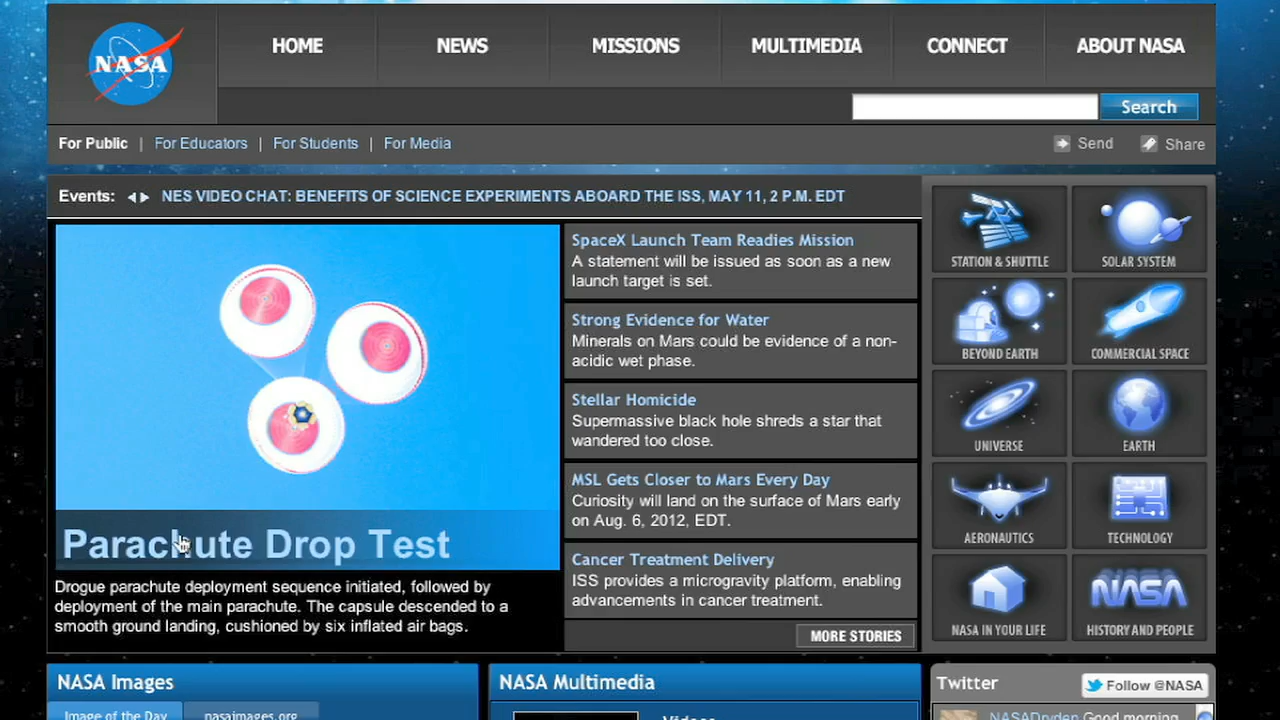 NASA
HOME
NEWS
MISSIONS
MULTIMEDIA
CONNECT
ABOUT NASA
Search
For Public | For Educators | For Students | For Media
Send
Share
Events:
NES VIDEO CHAT: BENEFITS OF SCIENCE EXPERIMENTS ABOARD THE ISS, MAY 11, 2 P.M. EDT
Parachute Drop Test
Drogue parachute deployment sequence initiated, followed by
deployment of the main parachute. The capsule descended to a
smooth ground landing, cushioned by six inflated air bags.
SpaceX Launch Team Readies Mission
A statement will be issued as soon as a new
launch target is set.
Strong Evidence for Water
Minerals on Mars could be evidence of a non-
acidic wet phase.
Stellar Homicide
Supermassive black hole shreds a star that
wandered too close.
MSL Gets Closer to Mars Every Day
Curiosity will land on the surface of Mars early
on Aug. 6, 2012, EDT.
Cancer Treatment Delivery
ISS provides a microgravity platform, enabling
advancements in cancer treatment.
MORE STORIES
STATION & SHUTTLE
SOLAR SYSTEM
BEYOND EARTH
COMMERCIAL SPACE
UNIVERSE
EARTH
AERONAUTICS
TECHNOLOGY
NASA IN YOUR LIFE
NASA
HISTORY AND PEOPLE
NASA Images
Image of the Day
nasaimages.org
NASA Multimedia
Videos
Twitter
Follow @NASA
NASADryden Good morning